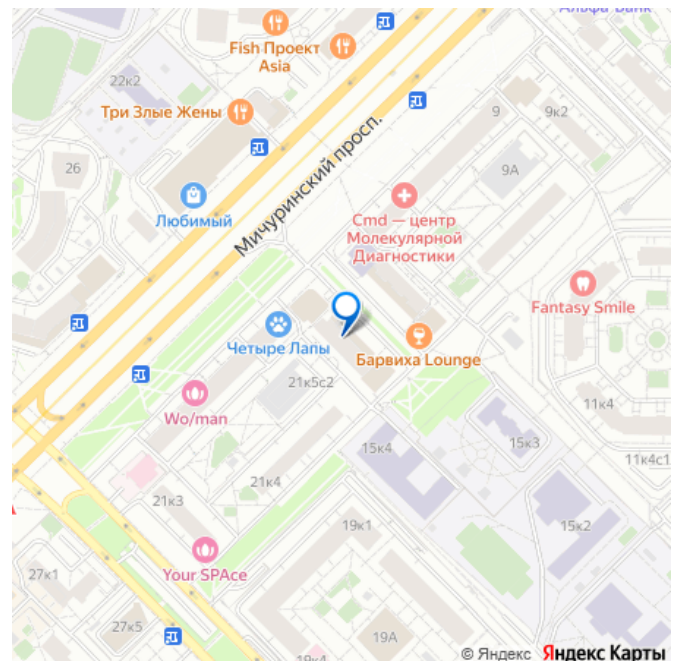 Альфа-Банк
Fish Проект
Asia
22к2
Три Злые Жены
9
9к2
9А
26
Мичуринский просп.
Любимый
Cmd — центр
Молекулярной
Диагностики
Fantasy Smile
Четыре Лапы
Барвиха Lounge
21к5с2
Wo/man
11к4
15к4
15к3
11к4с1
21к4
21к3
19к1
15к2
Your SPAce
27к1
27к5
19А
19к4
© Яндекс Яндекс Карты